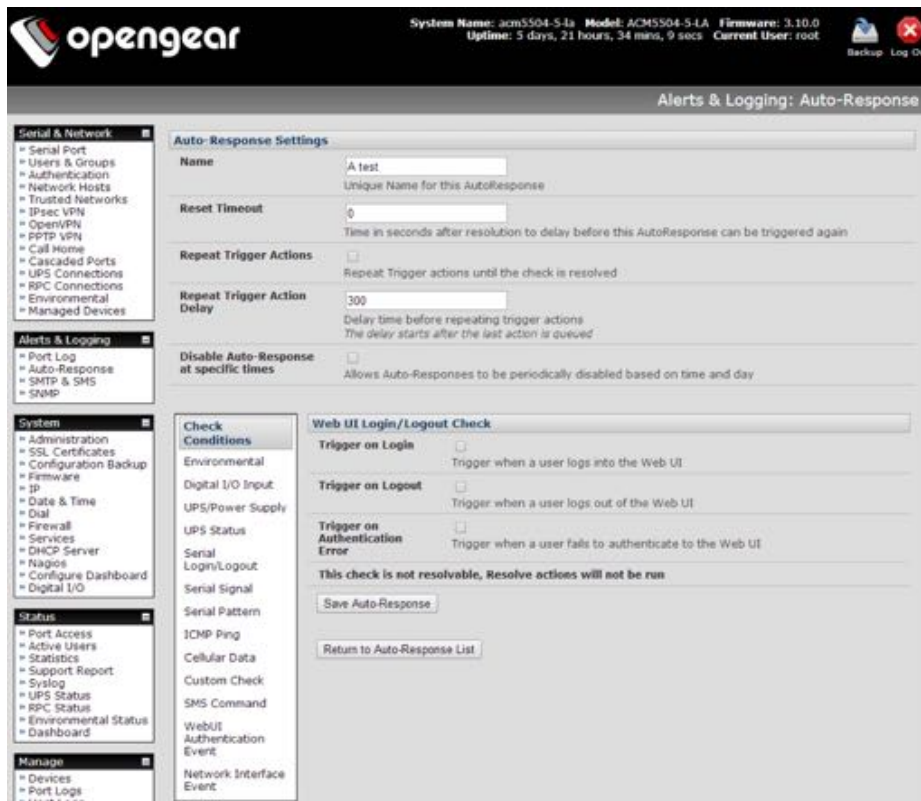 opengear
System Name: acm5504-5-la Model: ACM5504-5-LA Firmware: 3.10.0
Uptime: 5 days, 21 hours, 34 mins, 9 secs Current User: root
Backup Log
Alerts & Logging: Auto-Response
Serial & Network
Serial Port
Users & Groups
Authentication
Network Hosts
Trusted Networks
IPsec VPN
OpenVPN
PPTP VPN
Call Home
Cascaded Ports
UPS Connections
RPC Connections
Environmental
Managed Devices
Alerts & Logging
Port Log
Auto-Response
SMTP & SMS
SNMP
System
Administration
SSL Certificates
Configuration Backup
Firmware
IP
Date & Time
Dial
Firewall
Services
DHCP Server
Nagios
Configure Dashboard
Digital I/O
Status
Port Access
Active Users
Statistics
Support Report
Syslog
UPS Status
RPC Status
Environmental Status
Dashboard
Manage
Devices
Port Logs
Auto-Response Settings
Name
A test
Unique Name for this AutoResponse
Reset Timeout
0
Time in seconds after resolution to delay before this AutoResponse can be triggered again
Repeat Trigger Actions
Repeat Trigger actions until the check is resolved
Repeat Trigger Action
Delay
300
Delay time before repeating trigger actions
The delay starts after the last action is queued
Disable Auto-Response
at specific times
Allows Auto-Responses to be periodically disabled based on time and day
Check
Conditions
Environmental
Digital I/O Input
UPS/Power Supply
UPS Status
Serial
Login/Logout
Serial Signal
Serial Pattern
ICMP Ping
Cellular Data
Custom Check
SMS Command
WebUI
Authentication
Event
Network Interface
Event
Web UI Login/Logout Check
Trigger on Login
Trigger when a user logs into the Web UI
Trigger on Logout
Trigger when a user logs out of the Web UI
Trigger on
Authentication
Error
Trigger when a user fails to authenticate to the Web UI
This check is not resolvable, Resolve actions will not be run
Save Auto-Response
Return to Auto-Response List